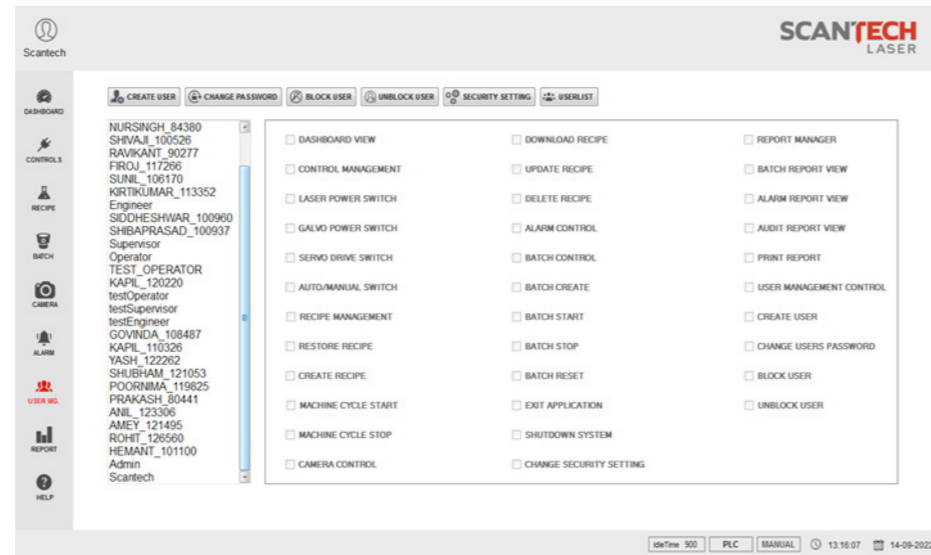 Scantech
SCANTECH
LASER
DASHBOARD
CONTROLS
RECIPE
BATCH
CAMERA
ALARM
USER MG.
REPORT
HELP
CREATE USER CHANGE PASSWORD BLOCK USER UNBLOCK USER SECURITY SETTING USERLIST
NURSINGH_84380
SHIVAJI_100526
RAVIKANT_90277
FIROJ_117266
SUNIL_106170
KIRTIKUMAR_113352
Engineer
SIDDHESHWAR_100960
SHIBAPRASAD_100937
Supervisor
Operator
TEST_OPERATOR
KAPIL_120220
testOperator
testSupervisor
testEngineer
GOVINDA_108487
KAPIL_110326
YASH_122262
SHUBHAM_121053
POORNIMA_119825
PRAKASH_80441
ANIL_123306
AMEY_121495
ROHIT_126560
HEMANT_101100
Admin
Scantech
DASHBOARD VIEW DOWNLOAD RECIPE REPORT MANAGER
CONTROL MANAGEMENT UPDATE RECIPE BATCH REPORT VIEW
LASER POWER SWITCH DELETE RECIPE ALARM REPORT VIEW
GALVO POWER SWITCH ALARM CONTROL AUDIT REPORT VIEW
SERVO DRIVE SWITCH BATCH CONTROL PRINT REPORT
AUTO/MANUAL SWITCH BATCH CREATE USER MANAGEMENT CONTROL
RECIPE MANAGEMENT BATCH START CREATE USER
RESTORE RECIPE BATCH STOP CHANGE USERS PASSWORD
CREATE RECIPE BATCH RESET BLOCK USER
MACHINE CYCLE START EXIT APPLICATION UNBLOCK USER
MACHINE CYCLE STOP SHUTDOWN SYSTEM
CAMERA CONTROL CHANGE SECURITY SETTING
IdleTime 900 PLC MANUAL 13:16:07 14-09-2022